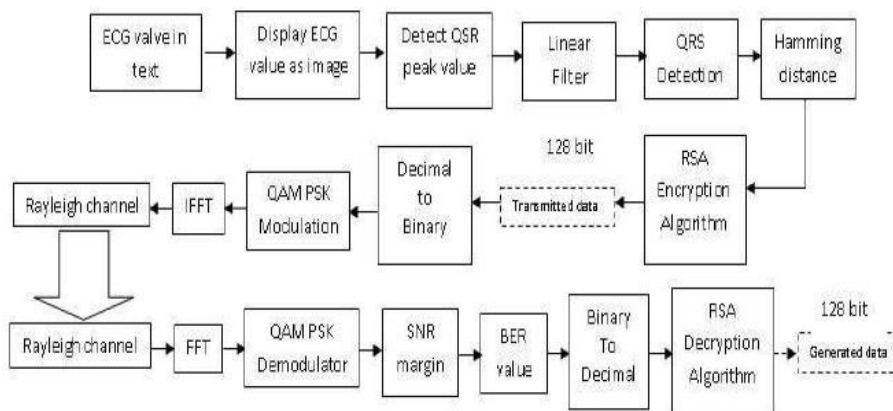 ECG valve in
text
Display ECG
value as image
Detect QSR
peak value
Linear
Filter
QRS
Detection
Hamming
distance
128 bit
RSA
Encryption
Algorithm
Transmitted data
Decimal
to
Binary
QAM PSK
Modulation
IFFT
Rayleigh channel
Rayleigh channel
FFT
QAM PSK
Demodulator
SNR
margin
BER
value
Binary
To
Decimal
RSA
Decryption
Algorithm
128 bit
Generated data